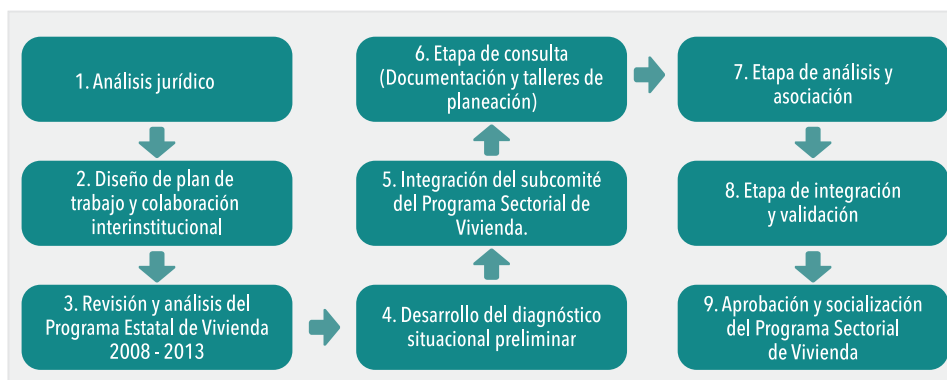 1. Análisis jurídico
2. Diseño de plan de
trabajo y colaboración
interinstitucional
3. Revisión y análisis del
Programa Estatal de Vivienda
2008 - 2013
4. Desarrollo del diagnóstico
situacional preliminar
5. Integración del subcomité
del Programa Sectorial de
Vivienda.
6. Etapa de consulta
(Documentación y talleres de
planeación)
7. Etapa de análisis y
asociación
8. Etapa de integración
y validación
9. Aprobación y socialización
del Programa Sectorial
de Vivienda